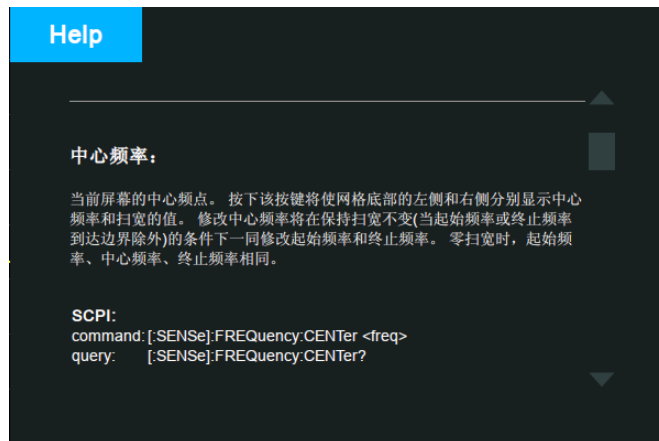 Help
中心频率：
当前屏幕的中心频点。 按下该按键将使网格底部的左侧和右侧分别显示中心
频率和扫宽的值。 修改中心频率将在保持扫宽不变(当起始频率或终止频率
到达边界除外)的条件下一同修改起始频率和终止频率。 零扫宽时，起始频
率、中心频率、终止频率相同。
SCPI:
command: [:SENSe]:FREQuency:CENTer <freq>
query: [:SENSe]:FREQuency:CENTer?